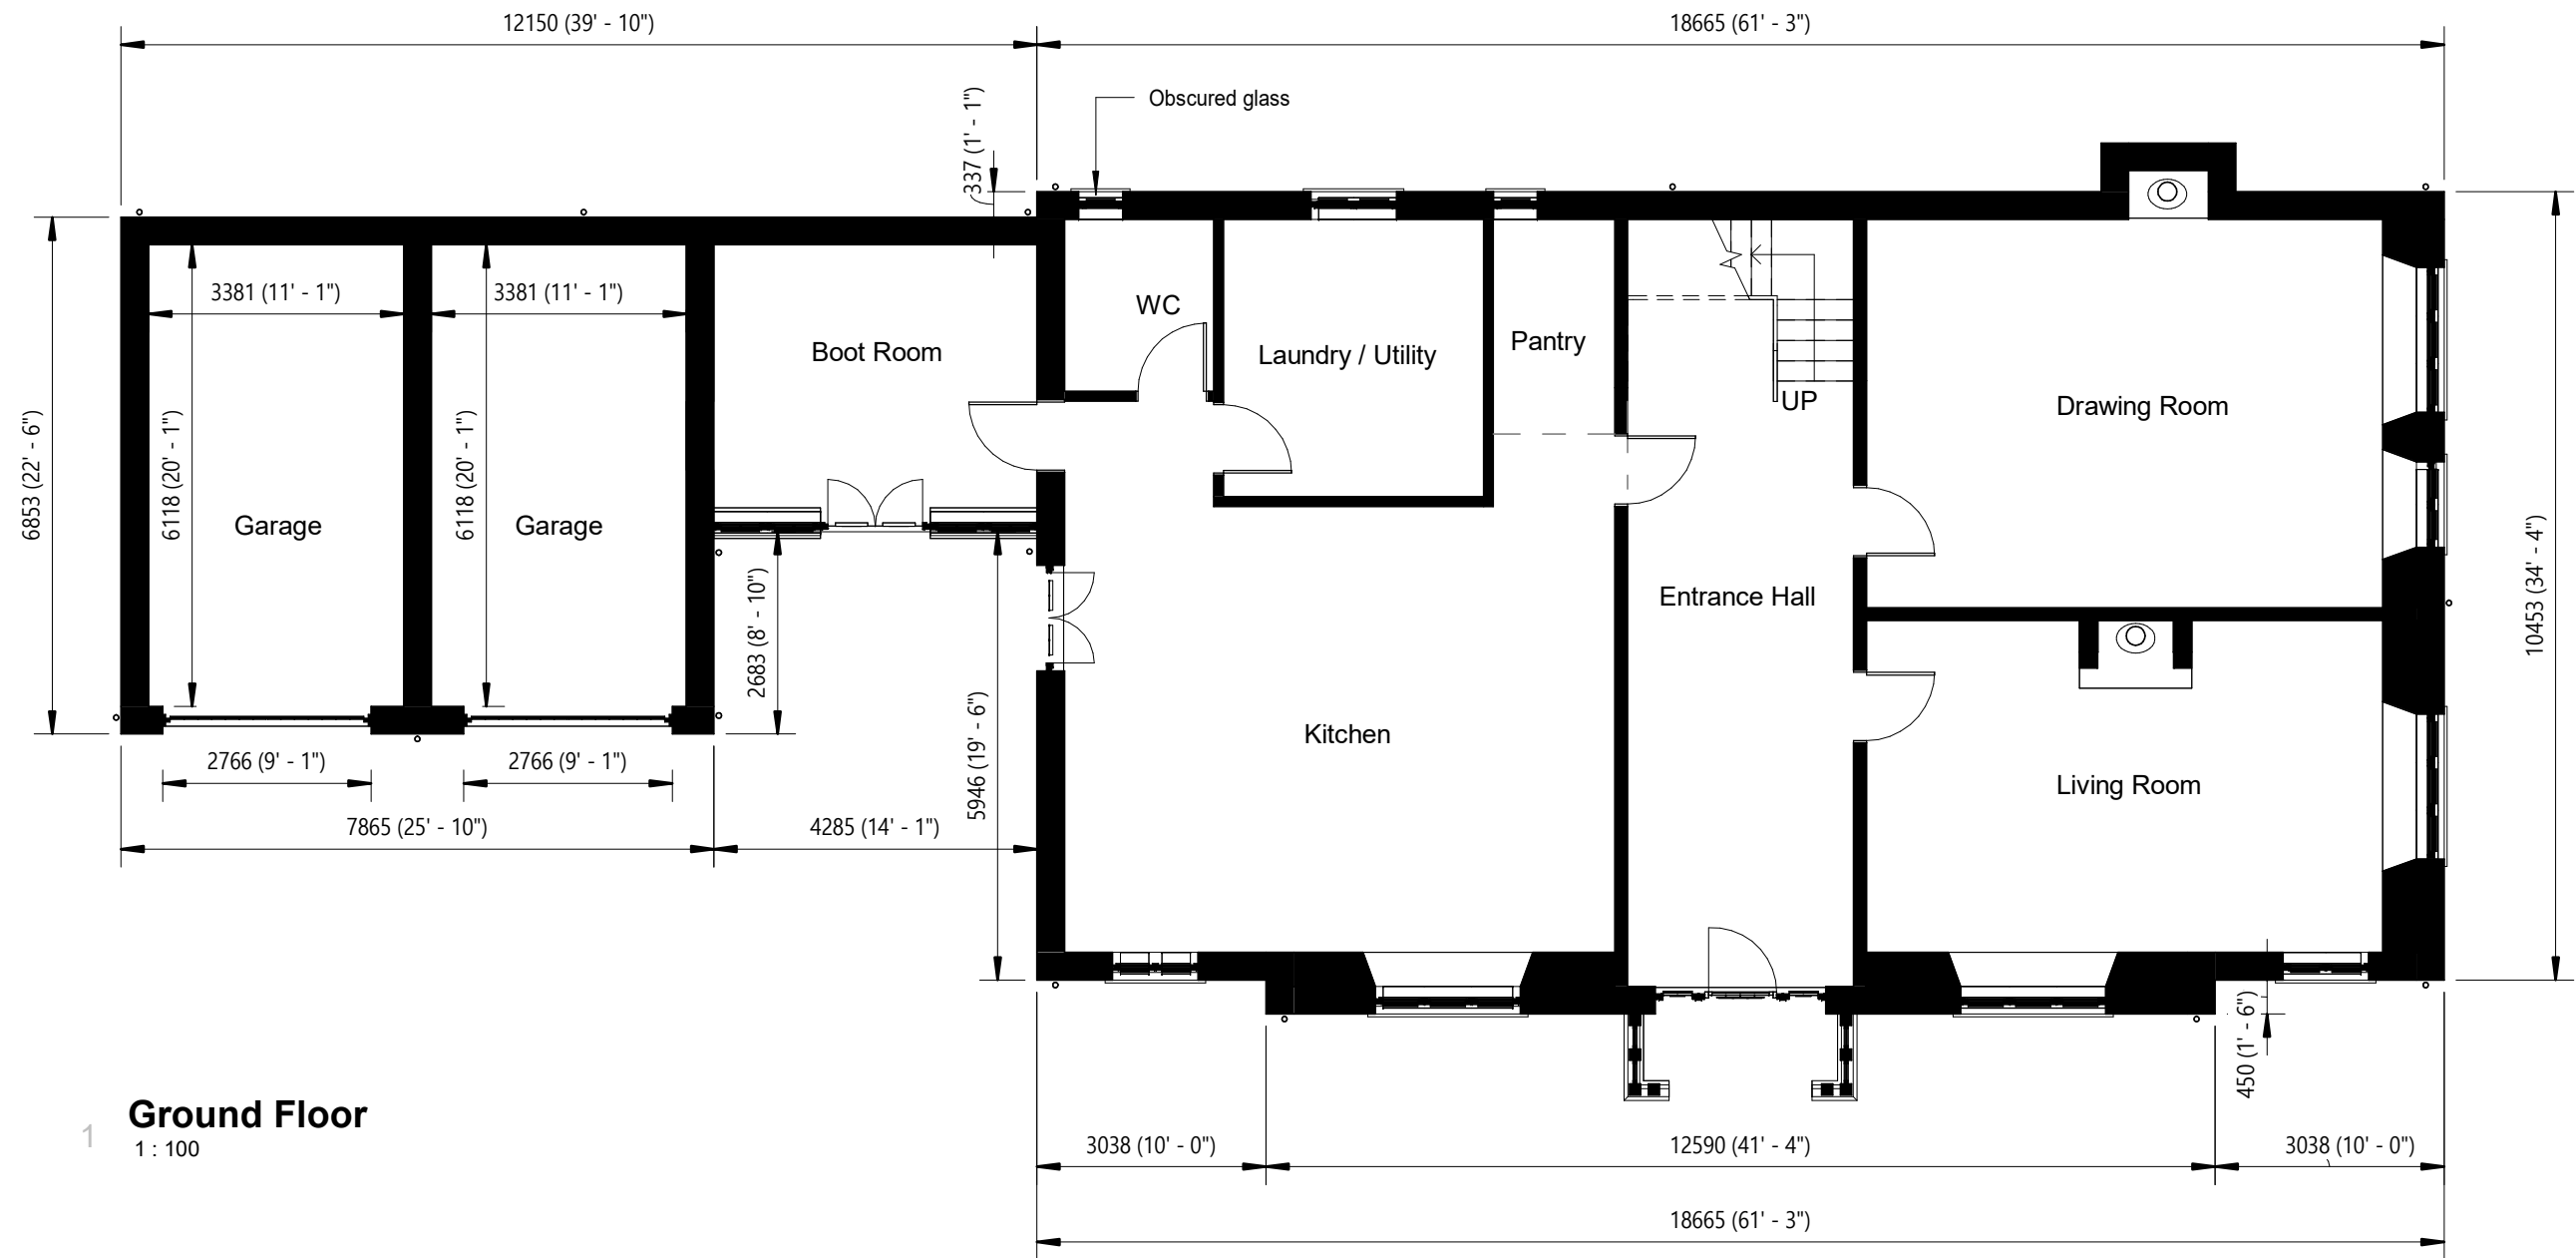 12150 (39' - 10")
18665 (61' - 3")
337 (1' - 1")
Obscured glass
3381 (11' - 1")
3381 (11' - 1")
WC
Boot Room
Laundry / Utility
Pantry
UP
Drawing Room
6853 (22' - 6")
6118 (20' - 1")
Garage
6118 (20' - 1")
Garage
2683 (8' - 10")
Entrance Hall
10453 (34' - 4")
5946 (19' - 6")
Kitchen
Living Room
2766 (9' - 1")
2766 (9' - 1")
7865 (25' - 10")
4285 (14' - 1")
450 (1' - 6")
1
Ground Floor
1 : 100
3038 (10' - 0")
12590 (41' - 4")
3038 (10' - 0")
18665 (61' - 3")